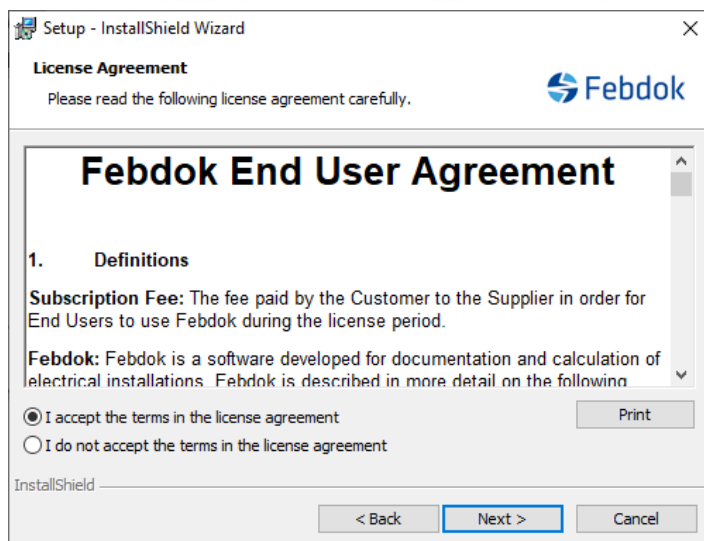 Setup - InstallShield Wizard
License Agreement
Please read the following license agreement carefully.
Febdok
Febdok End User Agreement
1. Definitions
Subscription Fee: The fee paid by the Customer to the Supplier in order for
End Users to use Febdok during the license period.
Febdok: Febdok is a software developed for documentation and calculation of
electrical installations. Febdok is described in more detail on the following
I accept the terms in the license agreement
Print
I do not accept the terms in the license agreement
InstallShield
< Back
Next >
Cancel